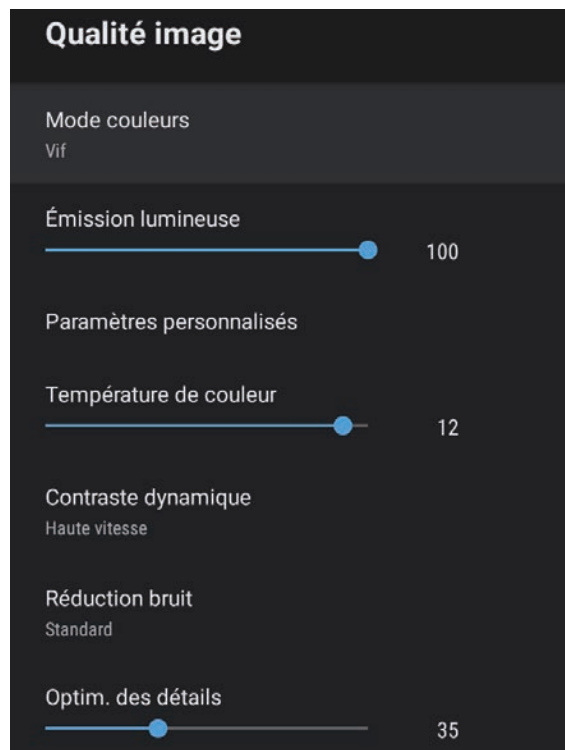 Qualité image
Mode couleurs
Vif
Émission lumineuse
100
Paramètres personnalisés
Température de couleur
12
Contraste dynamique
Haute vitesse
Réduction bruit
Standard
Optim. des détails
35